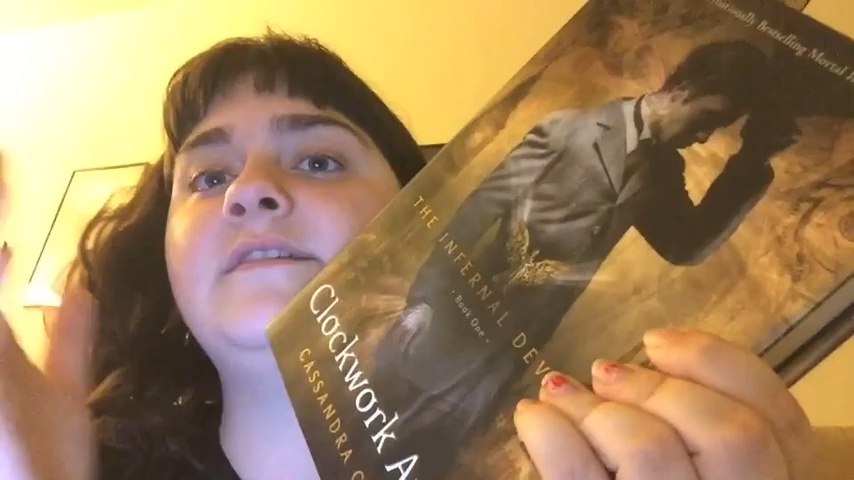 Nationally Bestselling Mortal
THE INFERNAL DEV
- Book One -
Clockwork A
CASSANDRA C